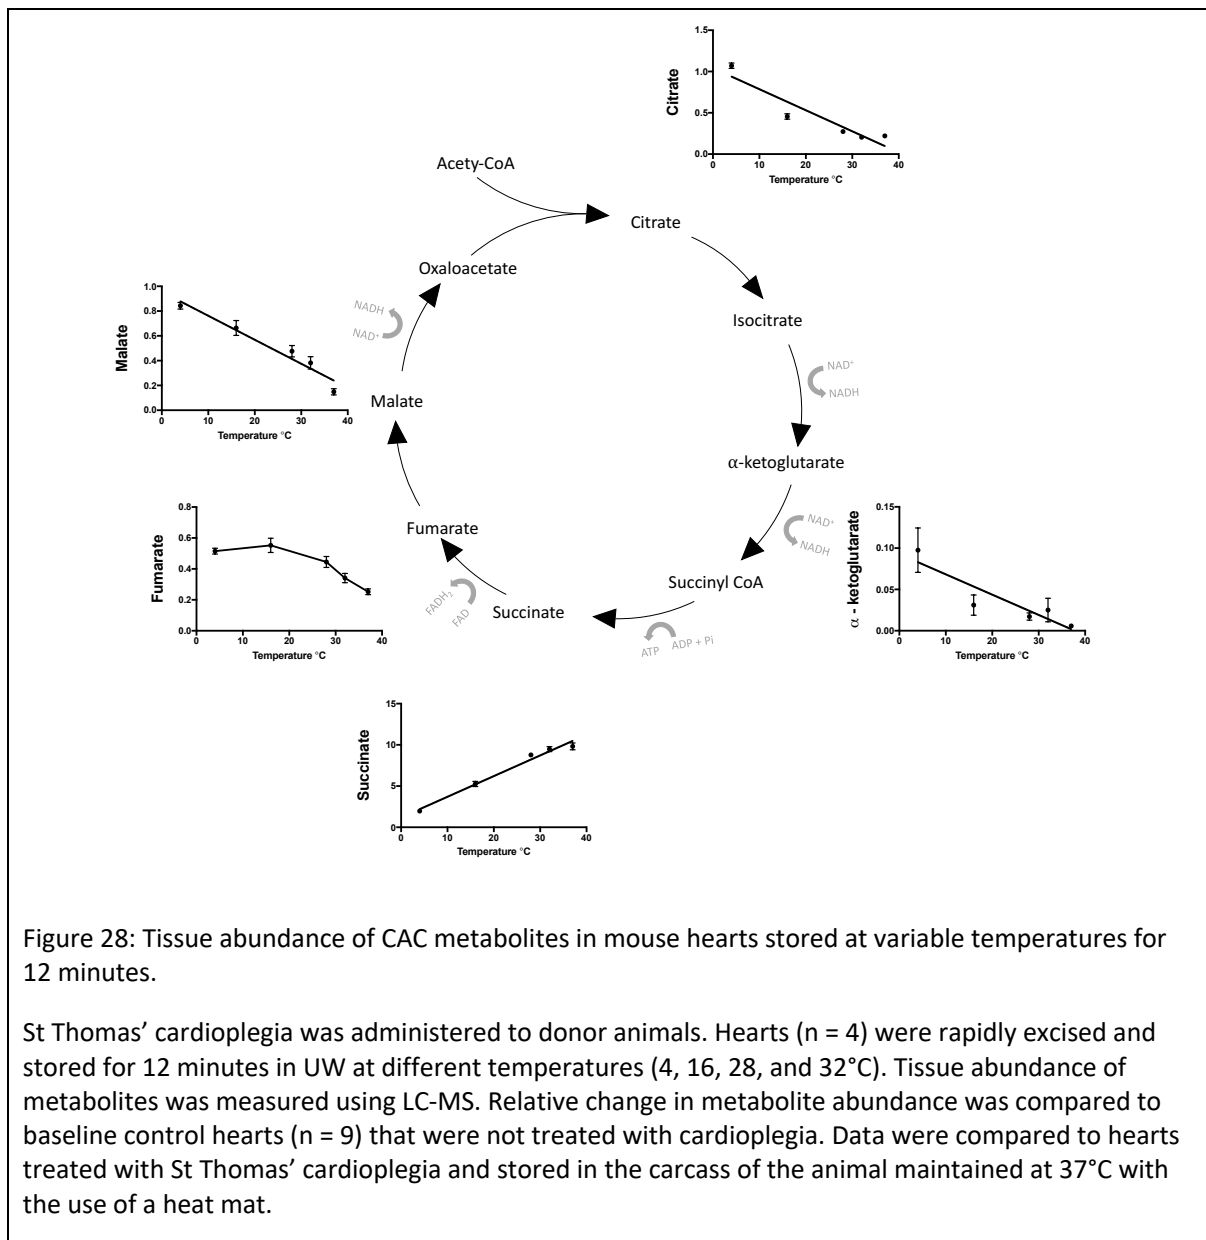 1.5
1.0
0.5
0.0
Citrate
0 10 20 30 40
Temperature °C
Acety-CoA
Citrate
Oxaloacetate
Isocitrate
NADH
NAD⁺
NAD⁺
NADH
1.0
0.8
0.6
0.4
0.2
0.0
Malate
0 10 20 30 40
Temperature °C
Malate
α-ketoglutarate
NAD⁺
NADH
0.8
0.6
0.4
0.2
0.0
Fumarate
0 10 20 30 40
Temperature °C
Fumarate
FADH₂
FAD
Succinate
Succinyl CoA
ATP
ADP + Pi
0.15
0.10
0.05
0.00
α - ketoglutarate
0 10 20 30 40
Temperature °C
15
10
5
0
Succinate
0 10 20 30 40
Temperature °C
Figure 28: Tissue abundance of CAC metabolites in mouse hearts stored at variable temperatures for
12 minutes.
St Thomas’ cardioplegia was administered to donor animals. Hearts (n = 4) were rapidly excised and
stored for 12 minutes in UW at different temperatures (4, 16, 28, and 32°C). Tissue abundance of
metabolites was measured using LC-MS. Relative change in metabolite abundance was compared to
baseline control hearts (n = 9) that were not treated with cardioplegia. Data were compared to hearts
treated with St Thomas’ cardioplegia and stored in the carcass of the animal maintained at 37°C with
the use of a heat mat.